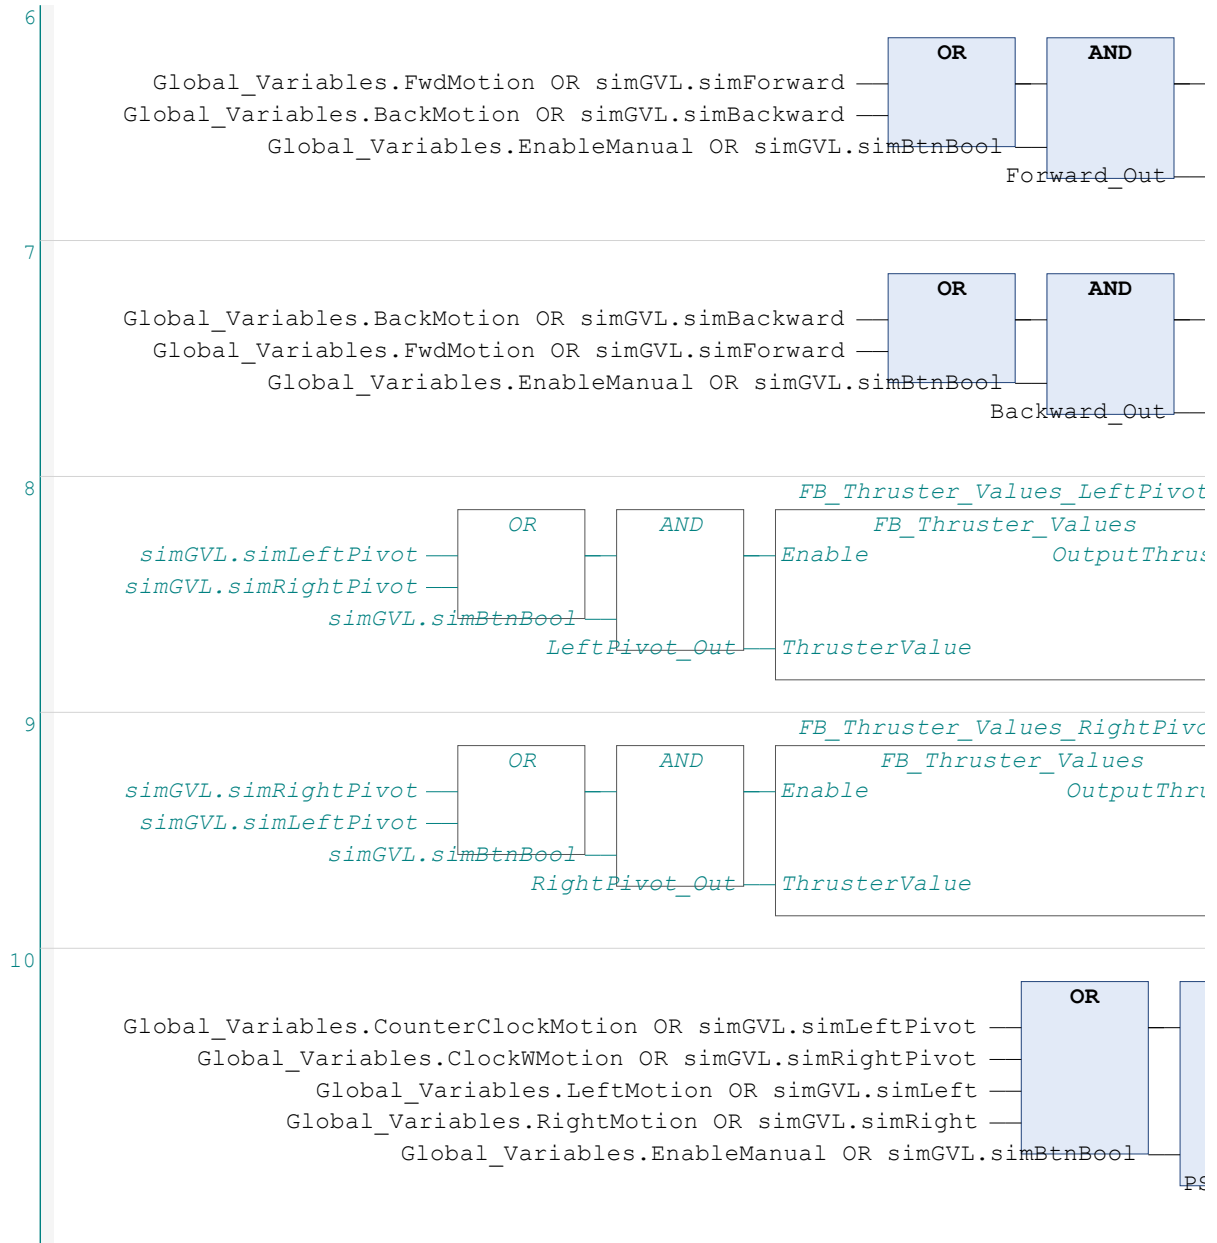 6
OR AND
Global_Variables.FwdMotion OR simGVL.simForward
Global_Variables.BackMotion OR simGVL.simBackward
Global_Variables.EnableManual OR simGVL.simBtnBool
Forward_Out
7
OR AND
Global_Variables.BackMotion OR simGVL.simBackward
Global_Variables.FwdMotion OR simGVL.simForward
Global_Variables.EnableManual OR simGVL.simBtnBool
Backward_Out
8
FB_Thruster_Values_LeftPivot
OR AND FB_Thruster_Values
simGVL.simLeftPivot Enable OutputThrus
simGVL.simRightPivot
simGVL.simBtnBool
LeftPivot_Out ThrusterValue
9
FB_Thruster_Values_RightPivo
OR AND FB_Thruster_Values
simGVL.simRightPivot Enable OutputThru
simGVL.simLeftPivot
simGVL.simBtnBool
RightPivot_Out ThrusterValue
10
OR
Global_Variables.CounterClockMotion OR simGVL.simLeftPivot
Global_Variables.ClockWMotion OR simGVL.simRightPivot
Global_Variables.LeftMotion OR simGVL.simLeft
Global_Variables.RightMotion OR simGVL.simRight
Global_Variables.EnableManual OR simGVL.simBtnBool
PS